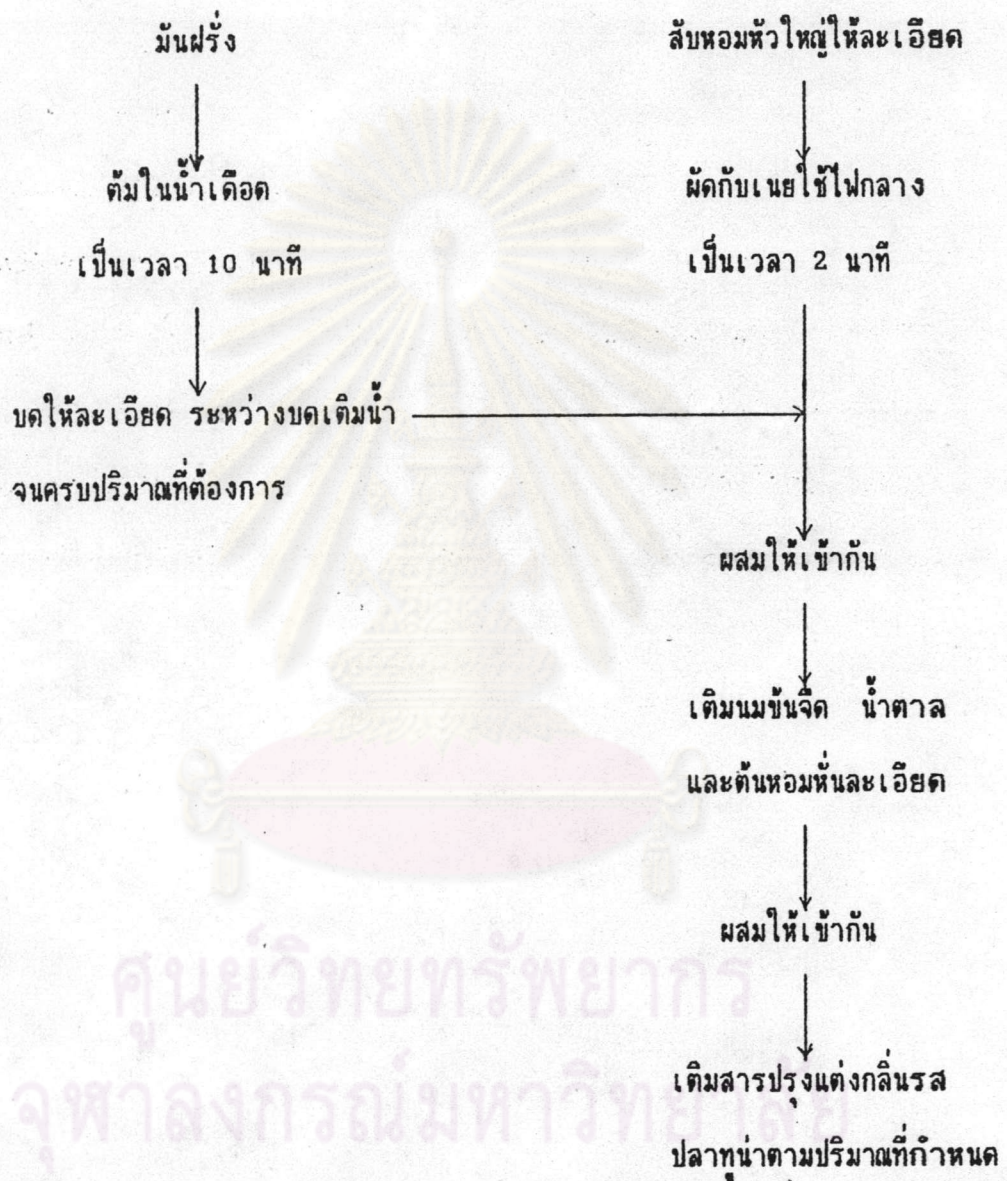 มันฝรั่ง
สับหอมหัวใหญ่ให้ละเอียด
ต้มในน้ำเดือด
ผัดกับเนยใช้ไฟกลาง
เป็นเวลา 10 นาที
เป็นเวลา 2 นาที
บดให้ละเอียด ระหว่างบดเติมน้ำ
จนครบปริมาณที่ต้องการ
ผสมให้เข้ากัน
เติมนมข้นจืด น้ำตาล
และต้นหอมหั่นละเอียด
ผสมให้เข้ากัน
ศูนย์วิทยทรัพยากร
เติมสารปรุงแต่งกลิ่นรส
จุฬาลงกรณ์มหาวิทยาลัย
ปลาทูน่าตามปริมาณที่กำหนด